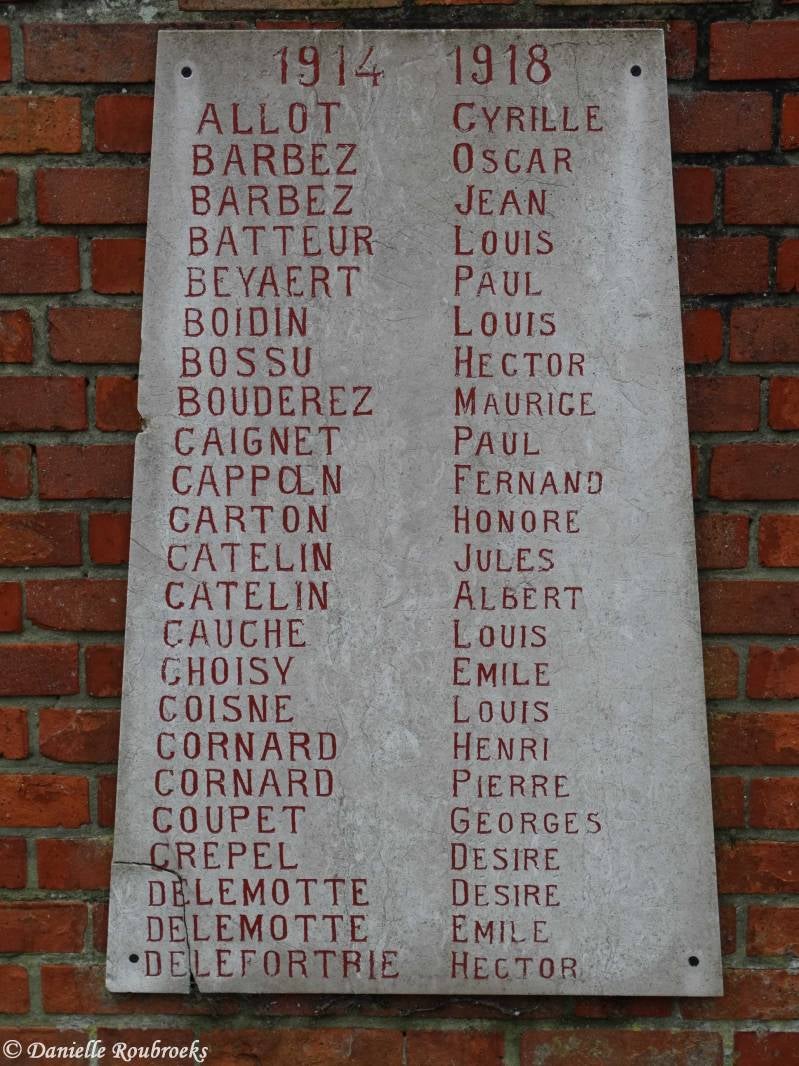 1914 1918
ALLOT CYRILLE
BARBEZ OSCAR
BARBEZ JEAN
BATTEUR LOUIS
BEYAERT PAUL
BOIDIN LOUIS
BOSSU HECTOR
BOUDEREZ MAURICE
CAIGNET PAUL
CAPPŒN FERNAND
CARTON HONORE
CATELIN JULES
CATELIN ALBERT
CAUCHE LOUIS
CHOISY EMILE
COISNE LOUIS
CORNARD HENRI
CORNARD PIERRE
COUPET GEORGES
CREPEL DESIRE
DELEMOTTE DESIRE
DELEMOTTE EMILE
DELEFORTRIE HECTOR
© Danielle Roubroeks